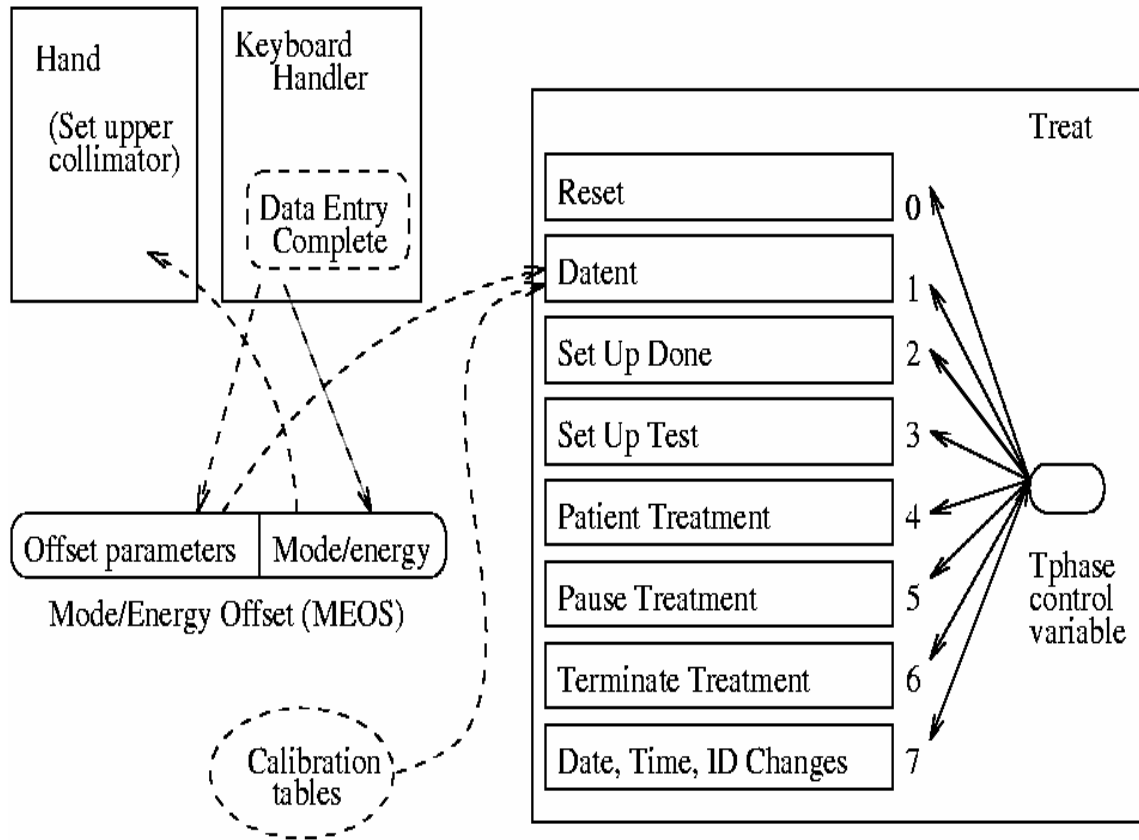 Hand
(Set upper
collimator)
Keyboard
Handler
Data Entry
Complete
Offset parameters
Mode/energy
Mode/Energy Offset (MEOS)
Calibration
tables
Treat
Reset
0
Datent
1
Set Up Done
2
Set Up Test
3
Patient Treatment
4
Pause Treatment
5
Terminate Treatment
6
Date, Time, ID Changes
7
Tphase
control
variable